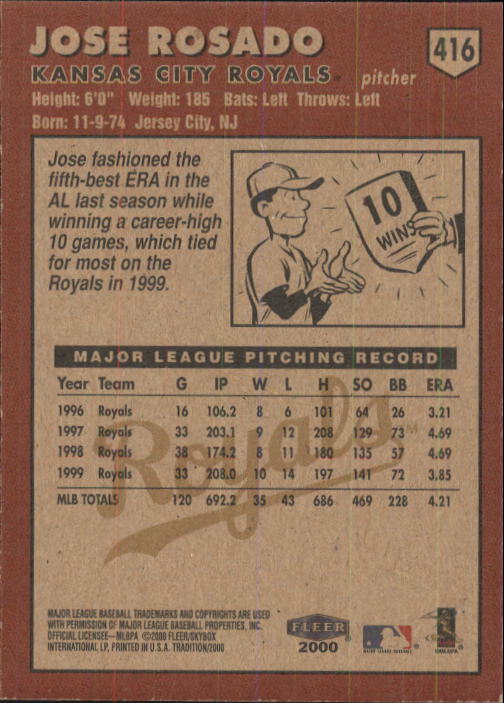 JOSE ROSADO
416
KANSAS CITY ROYALS pitcher
Height: 6'0" Weight: 185 Bats: Left Throws: Left
Born: 11-9-74 Jersey City, NJ
Jose fashioned the
fifth-best ERA in the
AL last season while
winning a career-high
10 games, which tied
for most on the
Royals in 1999.
10
WINS
MAJOR LEAGUE PITCHING RECORD
Year Team G IP W L H SO BB ERA
1996 Royals 16 106.2 8 6 101 64 26 3.21
1997 Royals 33 203.1 9 12 208 129 73 4.69
1998 Royals 38 174.2 8 11 180 135 57 4.69
1999 Royals 33 208.0 10 14 197 141 72 3.85
MLB TOTALS 120 692.2 35 43 686 469 228 4.21
Royals TM
MAJOR LEAGUE BASEBALL TRADEMARKS AND COPYRIGHTS ARE USED
WITH PERMISSION OF MAJOR LEAGUE BASEBALL PROPERTIES, INC.
OFFICIAL LICENSEE—MLBPA ©2000 FLEER/SKYBOX
INTERNATIONAL LP, PRINTED IN U.S.A. TRADITION/2000
FLEER
2000